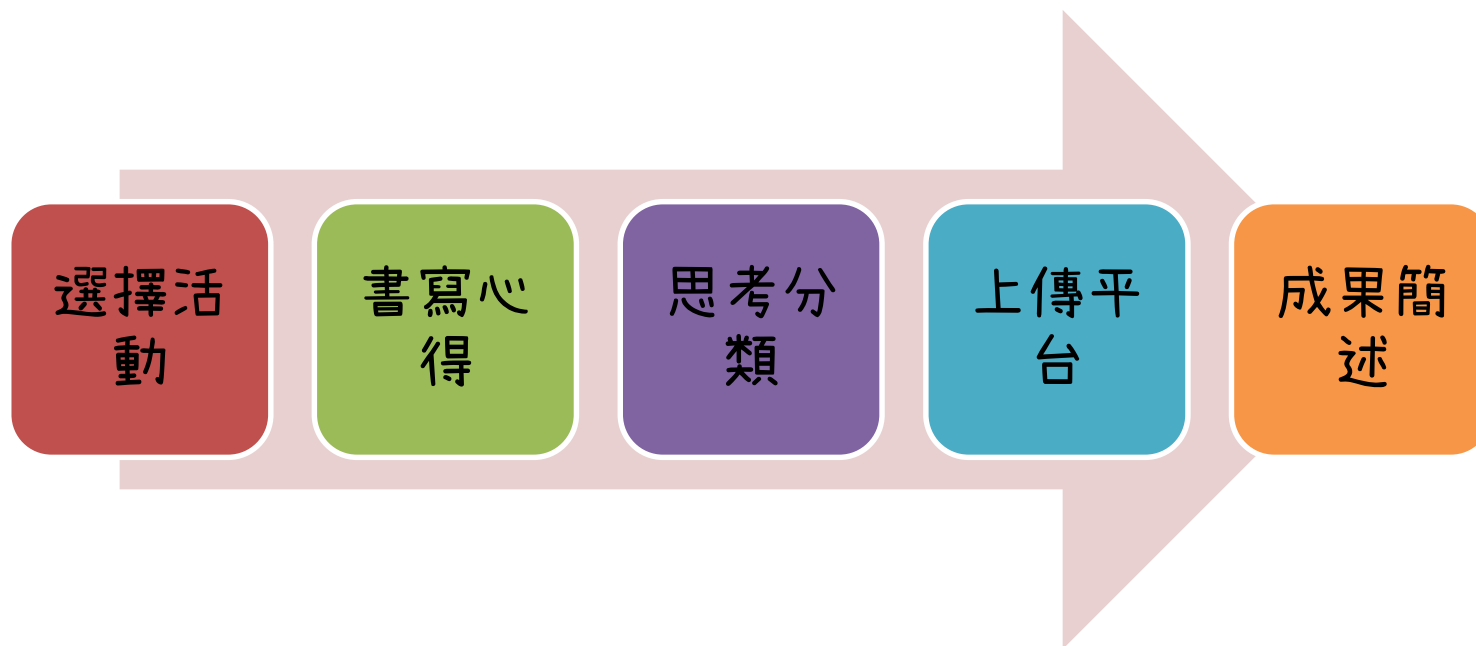 選擇活
動
書寫心
得
思考分
類
上傳平
台
成果簡
述